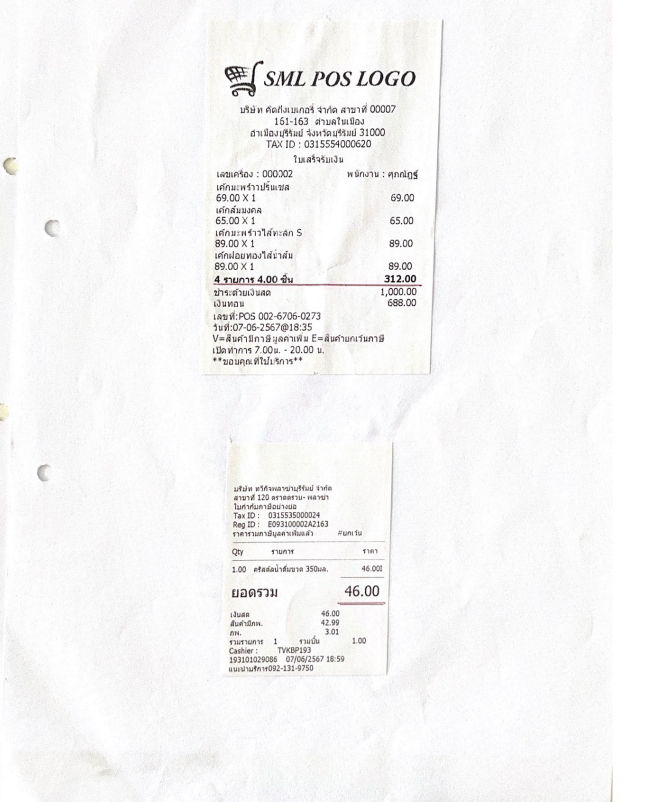 SML POS LOGO
บริษัท คัดถึงเบเกอรี่ จำกัด สาขาที่ 00007
161-163 ตำบลในเมือง
อำเมืองบุรีรัมย์ จังหวัดบุรีรัมย์ 31000
TAX ID : 0315554000620
ใบเสร็จรับเงิน
เลขเครื่อง : 000002 พนักงาน : ศุภณัฏฐ์
เค้กมะพร้าวปริ้นเซส
69.00 X 1 69.00
เค้กส้มมงคล
65.00 X 1 65.00
เค้กมะพร้าวไส้ทะลัก S
89.00 X 1 89.00
เค้กฝอยทองไส้น้ำส้ม
89.00 X 1 89.00
4 รายการ 4.00 ชิ้น 312.00
ชำระด้วยเงินสด 1,000.00
เงินทอน 688.00
เลขที่:POS 002-6706-0273
วันที่:07-06-2567@18:35
V=สินค้ามีภาษีมูลค่าเพิ่ม E=สินค้ายกเว้นภาษี
เปิดทำการ 7.00น. - 20.00 น.
**ขอบคุณที่ใช้บริการ**
บริษัท ทวีกิจพลาซ่าบุรีรัมย์ จำกัด
สาขาที่ 120 ตราดตรวน- พลาซ่า
ใบกำกับภาษีอย่างย่อ
Tax ID : 0315535000024
Reg ID : E093100002A2163
ราคารวมภาษีมูลค่าเพิ่มแล้ว #ยกเว้น
Qty รายการ ราคา
1.00 คริสตัลน้ำดื่มขวด 350มล. 46.00
ยอดรวม 46.00
เงินสด 46.00
สินค้ามีภพ. 42.99
ภพ. 3.01
รวมรายการ 1 รวมชิ้น 1.00
Cashier : TVKBP193
193101029086 07/06/2567 18:59
แนะนำบริการ092-131-9750